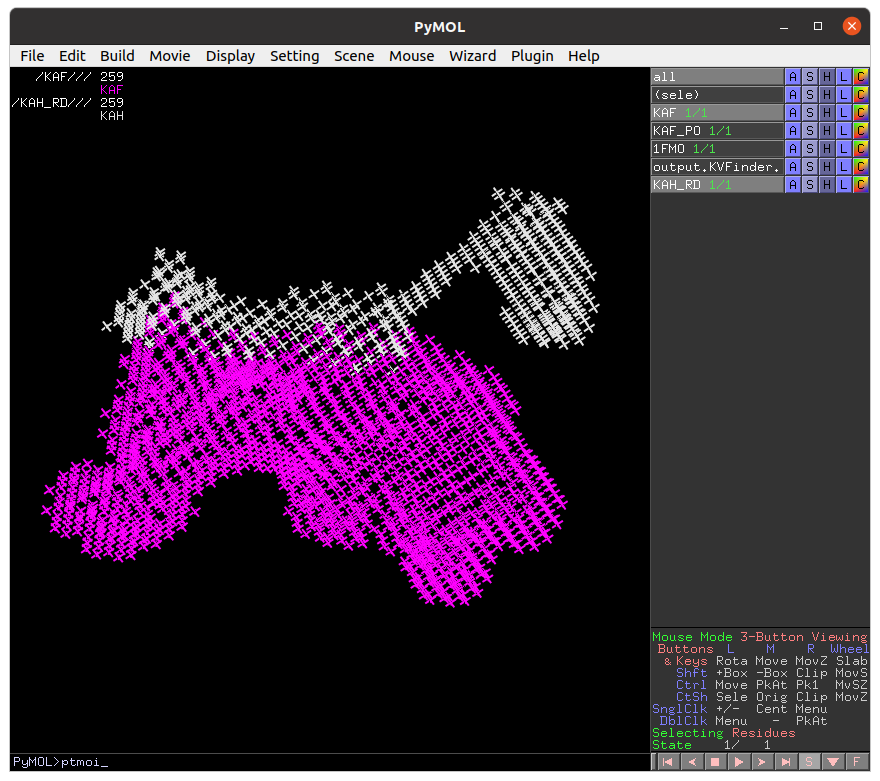 PyMOL
File Edit Build Movie Display Setting Scene Mouse Wizard Plugin Help
/KAF/// 259
KAF
/KAH_RD/// 259
KAH
all A S H L C
(sele) A S H L C
KAF 1/1 A S H L C
KAF_PO 1/1 A S H L C
1FMO 1/1 A S H L C
output.KVFinder. A S H L C
KAH_RD 1/1 A S H L C
Mouse Mode 3-Button Viewing
Buttons L M R Wheel
& Keys Rota Move MovZ Slab
Shft +Box -Box Clip MovS
Ctrl Move PkAt Pk1 MvSZ
CtSh Sele Orig Clip MovZ
SnglClk +/- Cent Menu
DblClk Menu - PkAt
Selecting Residues
State 1/ 1
PyMOL>ptmoi_
S F